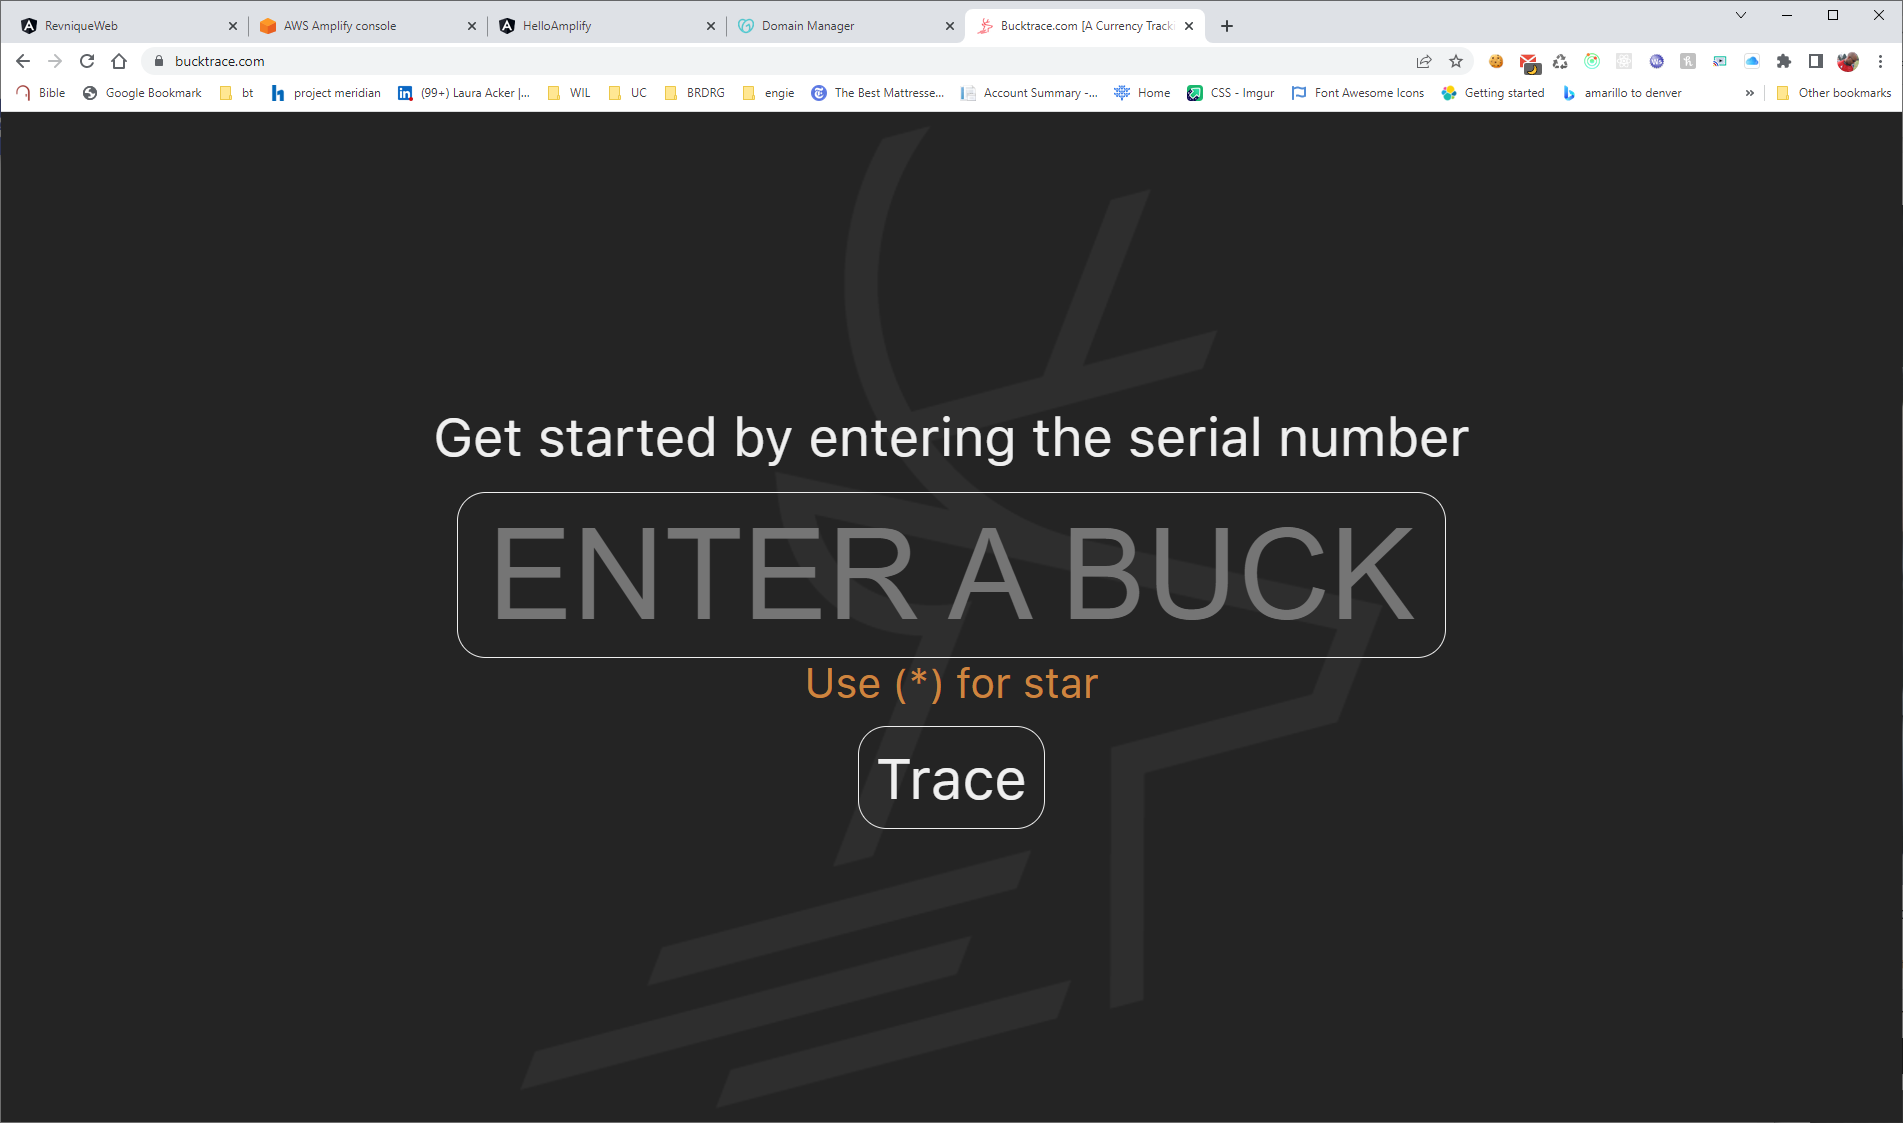 RevniqueWeb
AWS Amplify console
HelloAmplify
Domain Manager
Bucktrace.com [A Currency Tracki
bucktrace.com
Bible
Google Bookmark
bt
project meridian
(99+) Laura Acker |...
WIL
UC
BRDRG
engie
The Best Mattresse...
Account Summary -...
Home
CSS - Imgur
Font Awesome Icons
Getting started
amarillo to denver
»
Other bookmarks
Get started by entering the serial number
ENTER A BUCK
Use (*) for star
Trace